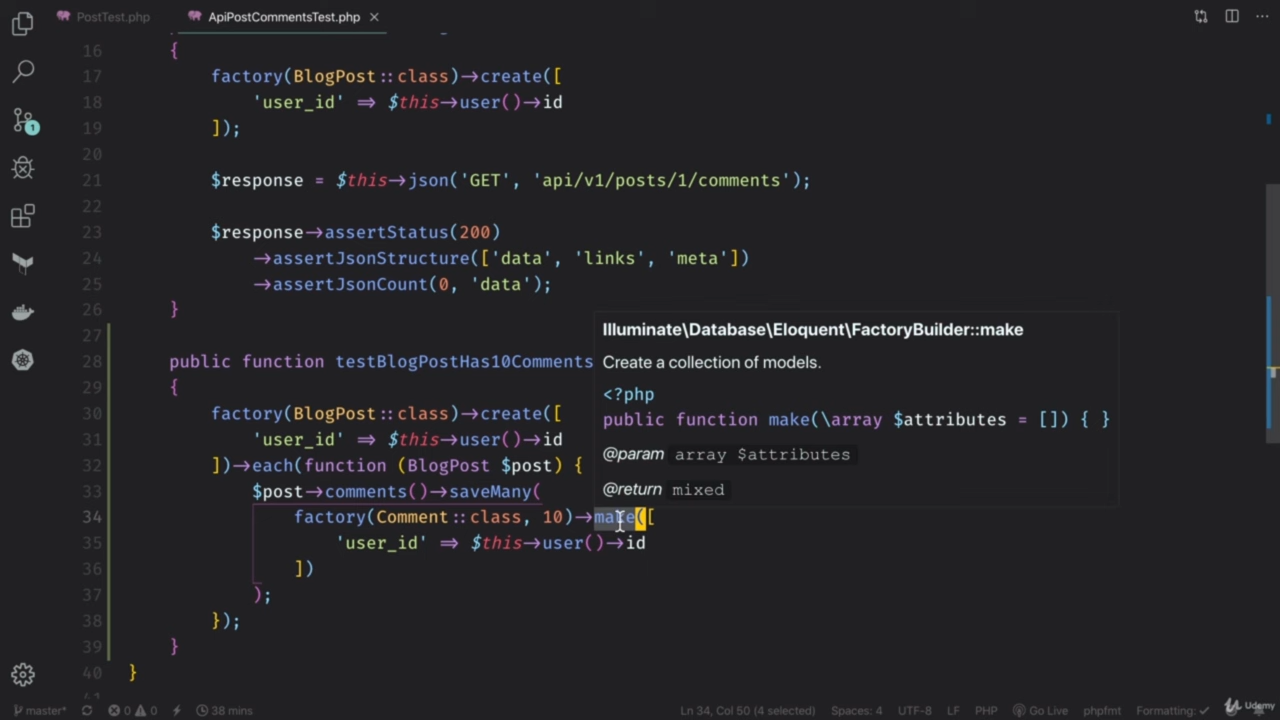 PostTest.php
ApiPostCommentsTest.php
16 {
17 factory(BlogPost::class)->create([
18 'user_id' => $this->user()->id
19 ]);
20
21 $response = $this->json('GET', 'api/v1/posts/1/comments');
22
23 $response->assertStatus(200)
24 ->assertJsonStructure(['data', 'links', 'meta'])
25 ->assertJsonCount(0, 'data');
26 }
27
28 public function testBlogPostHas10Comments
29 {
30 factory(BlogPost::class)->create([
31 'user_id' => $this->user()->id
32 ])->each(function (BlogPost $post) {
33 $post->comments()->saveMany(
34 factory(Comment::class, 10)->make([
35 'user_id' => $this->user()->id
36 ])
37 );
38 });
39 }
40 }
41
Illuminate\Database\Eloquent\FactoryBuilder::make
Create a collection of models.
<?php
public function make(\array $attributes = []) { }
@param array $attributes
@return mixed
1
master* 0 0 38 mins Ln 34, Col 50 (4 selected) Spaces: 4 UTF-8 LF PHP Go Live phpfmt Formatting: ✓
Udemy